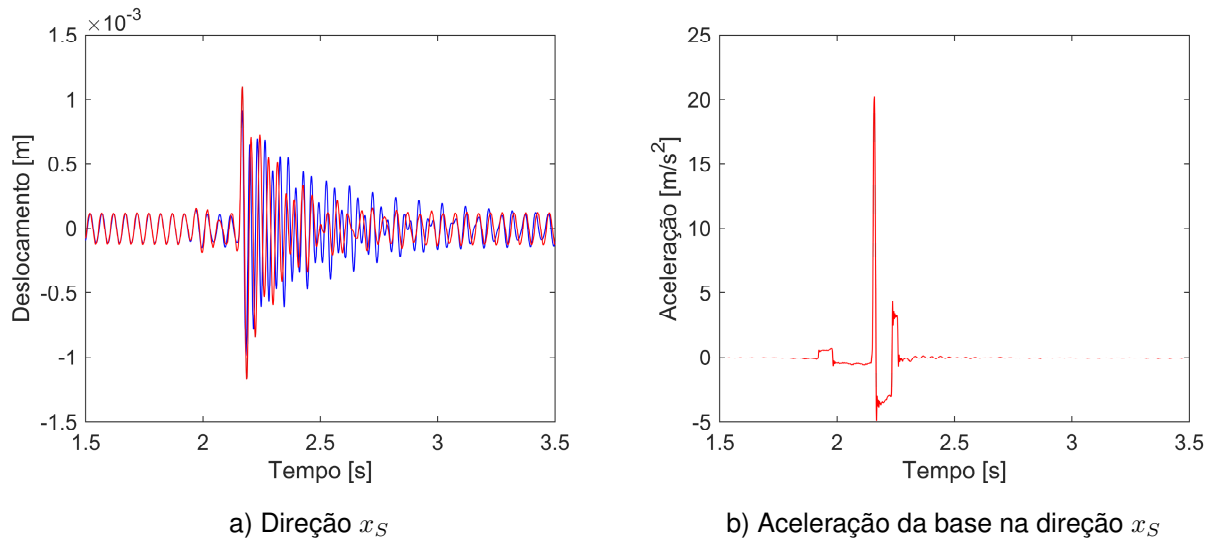 ×10⁻³
1.5
1
0.5
0
-0.5
-1
-1.5
Deslocamento [m]
1.5 2 2.5 3 3.5
Tempo [s]
a) Direção x_S
25
20
15
10
5
0
-5
Aceleração [m/s²]
1.5 2 2.5 3 3.5
Tempo [s]
b) Aceleração da base na direção x_S